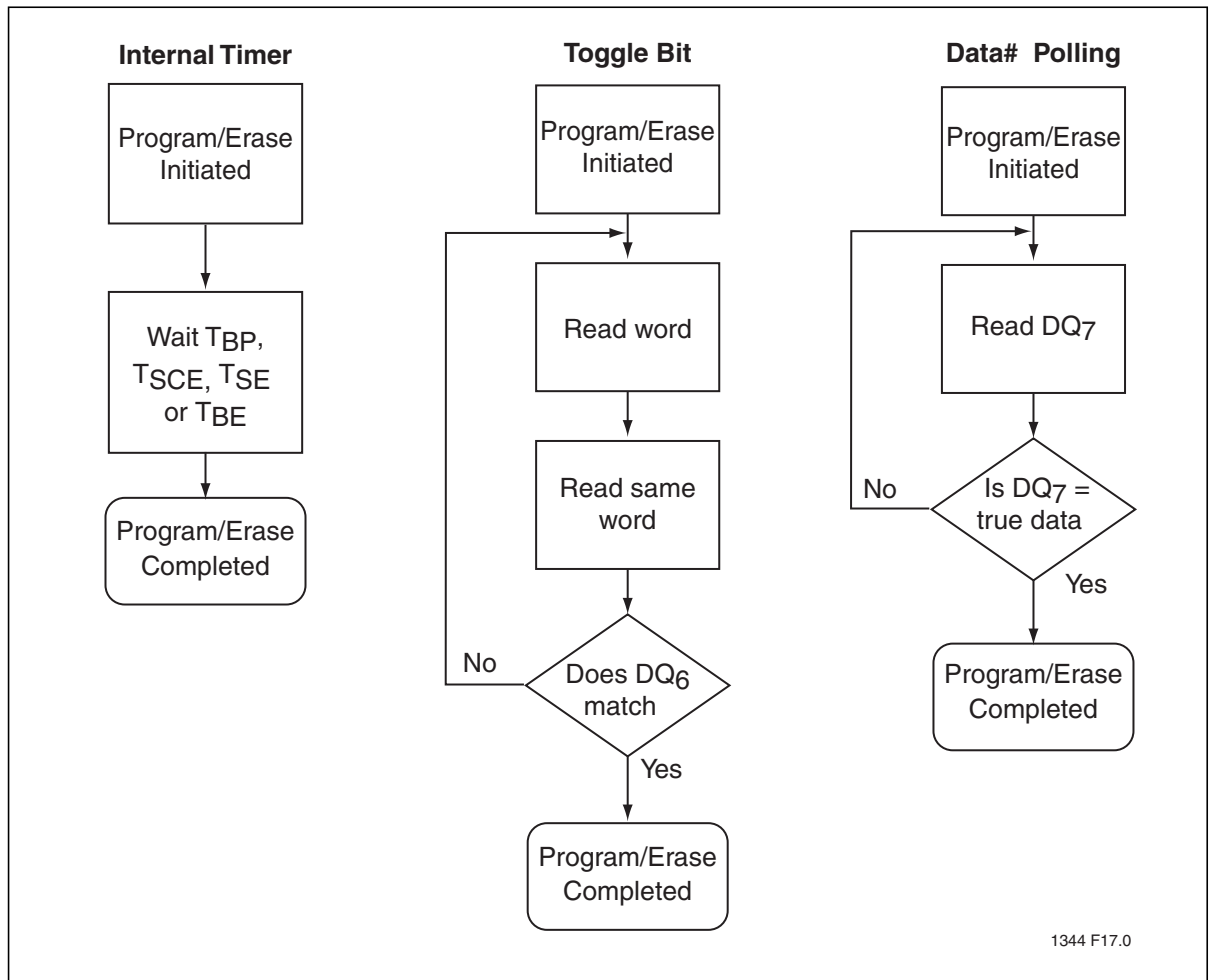 Internal Timer
Program/Erase
Initiated
Wait TBP,
TSCE, TSE
or TBE
Program/Erase
Completed
Toggle Bit
Program/Erase
Initiated
Read word
Read same
word
Does DQ6
match
No
Yes
Program/Erase
Completed
Data# Polling
Program/Erase
Initiated
Read DQ7
Is DQ7 =
true data
No
Yes
Program/Erase
Completed
1344 F17.0